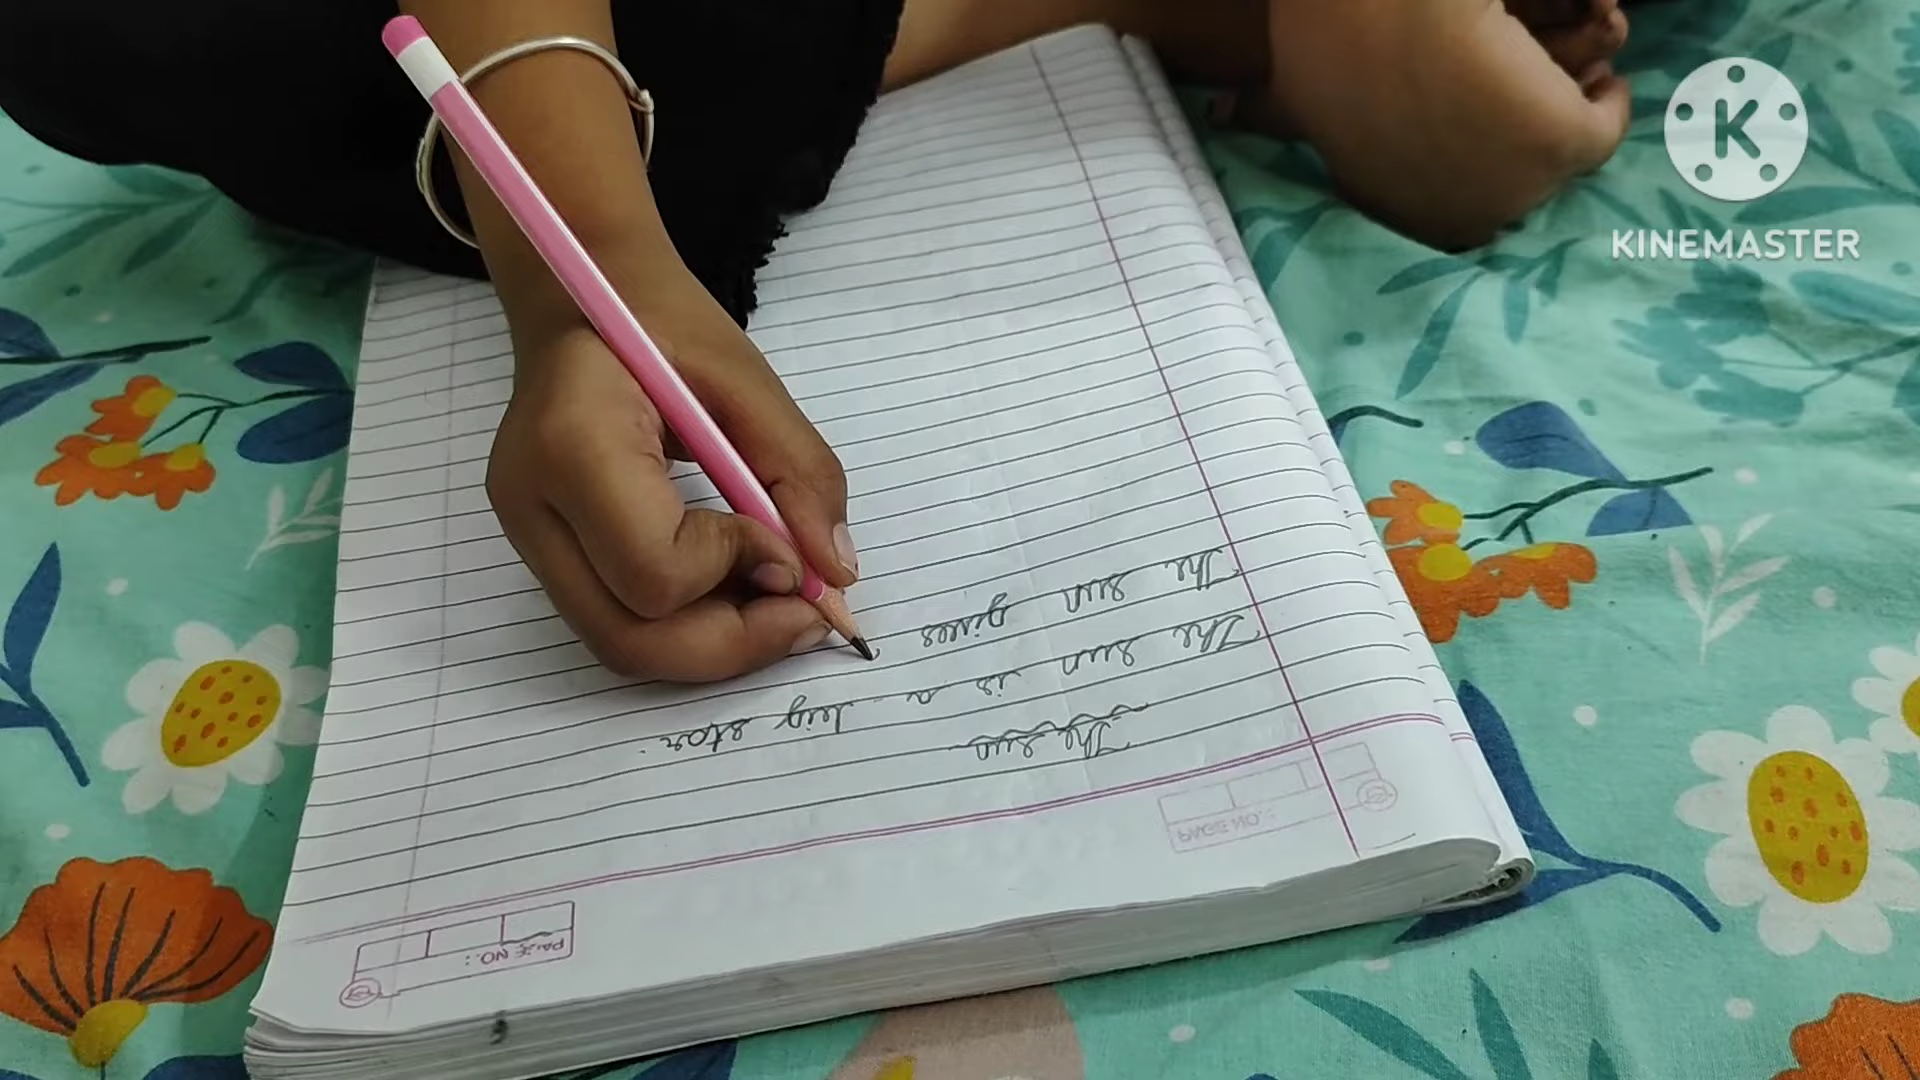 The sun
The sun is a big star.
The sun gives
PAGE NO.:
PAGE NO.:
KINEMASTER